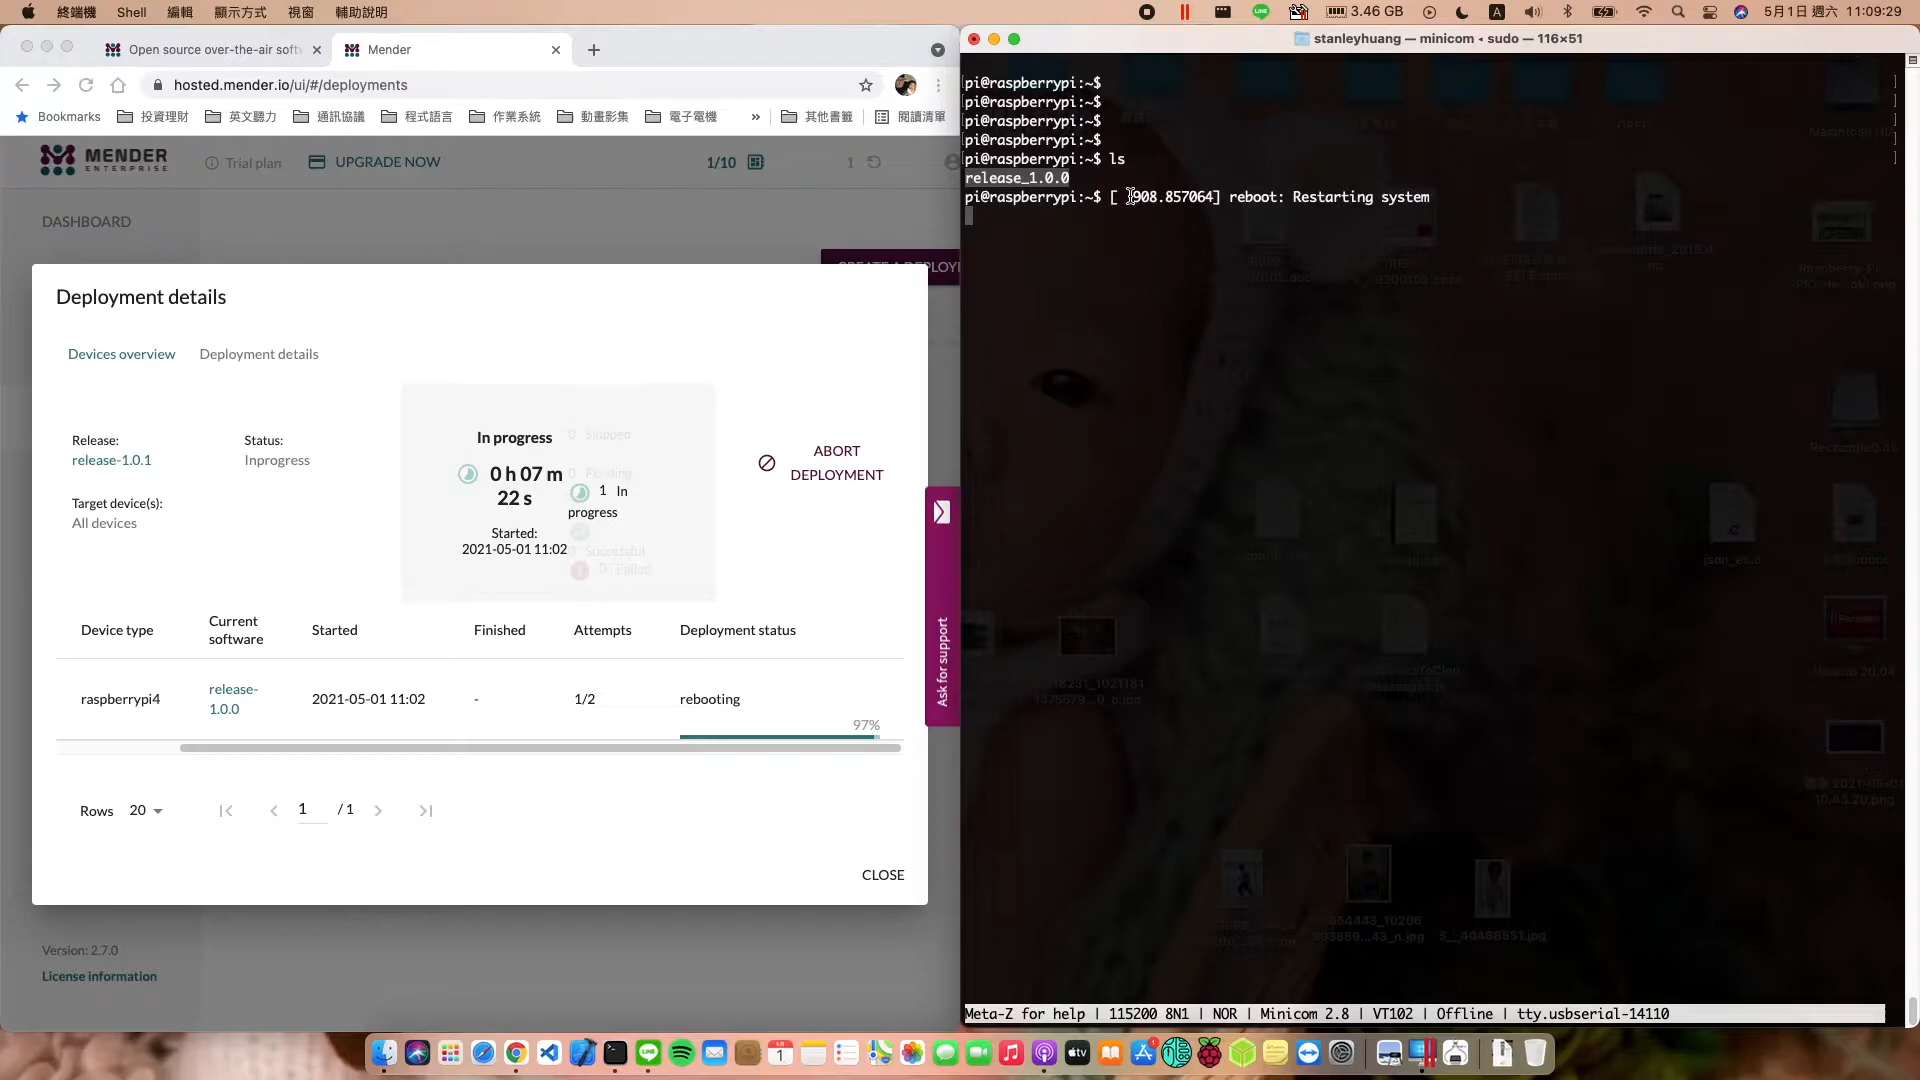 終端機 Shell 編輯 顯示方式 視窗 輔助說明
3.46 GB
A
5月1日 週六 11:09:29
Open source over-the-air softw
Mender
hosted.mender.io/ui/#/deployments
Bookmarks 投資理財 英文聽力 通訊協議 程式語言 作業系統 動畫影集 電子電機 » 其他書籤 閱讀清單
MENDER
ENTERPRISE
Trial plan
UPGRADE NOW
1/10
1
DASHBOARD
Deployment details
Devices overview Deployment details
Release:
release-1.0.1
Status:
Inprogress
Target device(s):
All devices
In progress
0 h 07 m
22 s
Started:
2021-05-01 11:02
0 Skipped
0 Pending
1 In
progress
Successful
0 Failed
ABORT
DEPLOYMENT
Device type
Current
software
Started
Finished
Attempts
Deployment status
raspberrypi4
release-
1.0.0
2021-05-01 11:02
-
1/2
rebooting
97%
Rows 20
1 / 1
CLOSE
Ask for support
Version: 2.7.0
License information
stanleyhuang — minicom ◂ sudo — 116×51
pi@raspberrypi:~$
pi@raspberrypi:~$
pi@raspberrypi:~$
pi@raspberrypi:~$
pi@raspberrypi:~$ ls
release_1.0.0
pi@raspberrypi:~$ [ 908.857064] reboot: Restarting system
Meta-Z for help | 115200 8N1 | NOR | Minicom 2.8 | VT102 | Offline | tty.usbserial-14110